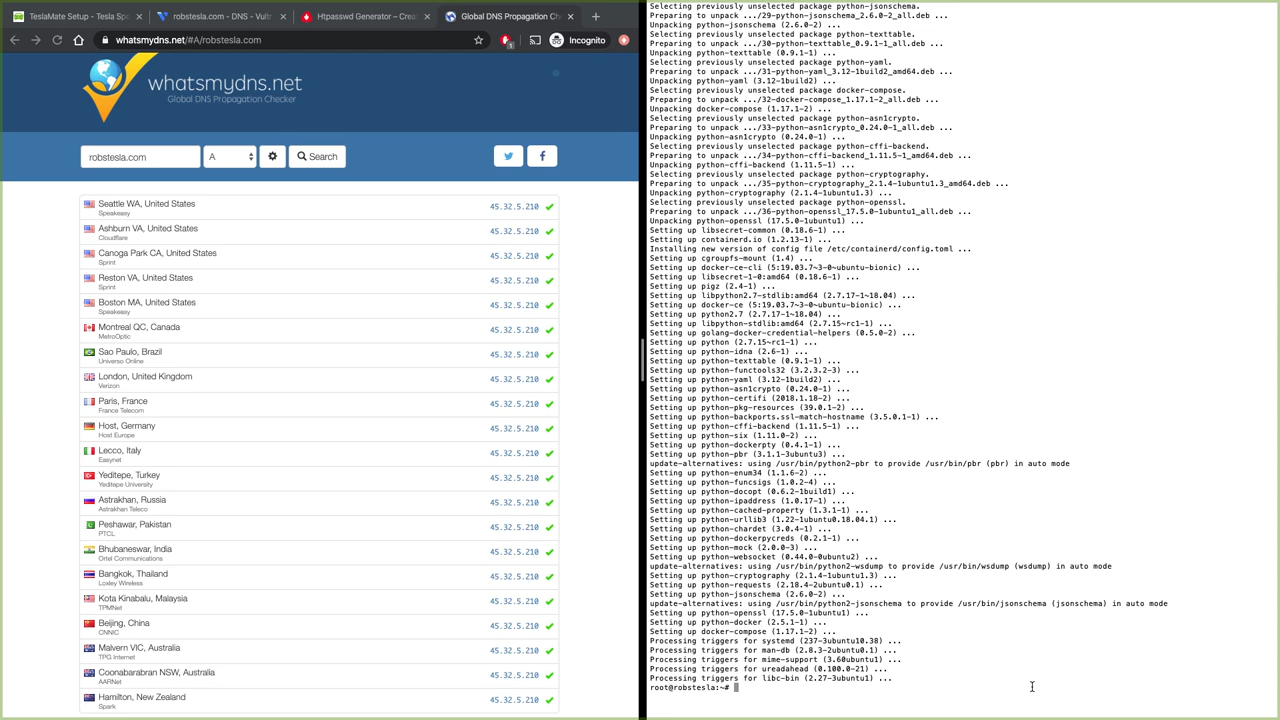 TeslaMate Setup - Tesla Sp
robstesla.com - DNS - Vultr
Htpasswd Generator – Crea
Global DNS Propagation Che
whatsmydns.net/#A/robstesla.com
1
Incognito
whatsmydns.net
Global DNS Propagation Checker
robstesla.com
A
Search
Seattle WA, United States
Speakeasy
45.32.5.210
Ashburn VA, United States
Cloudflare
45.32.5.210
Canoga Park CA, United States
Sprint
45.32.5.210
Reston VA, United States
Sprint
45.32.5.210
Boston MA, United States
Speakeasy
45.32.5.210
Montreal QC, Canada
MetroOptic
45.32.5.210
Sao Paulo, Brazil
Universo Online
45.32.5.210
London, United Kingdom
Verizon
45.32.5.210
Paris, France
France Telecom
45.32.5.210
Host, Germany
Host Europe
45.32.5.210
Lecco, Italy
Easynet
45.32.5.210
Yeditepe, Turkey
Yeditepe University
45.32.5.210
Astrakhan, Russia
Astrakhan Teleco
45.32.5.210
Peshawar, Pakistan
PTCL
45.32.5.210
Bhubaneswar, India
Ortel Communications
45.32.5.210
Bangkok, Thailand
Loxley Wireless
45.32.5.210
Kota Kinabalu, Malaysia
TPMNet
45.32.5.210
Beijing, China
CNNIC
45.32.5.210
Malvern VIC, Australia
TPG Internet
45.32.5.210
Coonabarabran NSW, Australia
AARNet
45.32.5.210
Hamilton, New Zealand
Spark
45.32.5.210
Selecting previously unselected package python-jsonschema.
Preparing to unpack .../29-python-jsonschema_2.6.0-2_all.deb ...
Unpacking python-jsonschema (2.6.0-2) ...
Selecting previously unselected package python-texttable.
Preparing to unpack .../30-python-texttable_0.9.1-1_all.deb ...
Unpacking python-texttable (0.9.1-1) ...
Selecting previously unselected package python-yaml.
Preparing to unpack .../31-python-yaml_3.12-1build2_amd64.deb ...
Unpacking python-yaml (3.12-1build2) ...
Selecting previously unselected package docker-compose.
Preparing to unpack .../32-docker-compose_1.17.1-2_all.deb ...
Unpacking docker-compose (1.17.1-2) ...
Selecting previously unselected package python-asn1crypto.
Preparing to unpack .../33-python-asn1crypto_0.24.0-1_all.deb ...
Unpacking python-asn1crypto (0.24.0-1) ...
Selecting previously unselected package python-cffi-backend.
Preparing to unpack .../34-python-cffi-backend_1.11.5-1_amd64.deb ...
Unpacking python-cffi-backend (1.11.5-1) ...
Selecting previously unselected package python-cryptography.
Preparing to unpack .../35-python-cryptography_2.1.4-1ubuntu1.3_amd64.deb ...
Unpacking python-cryptography (2.1.4-1ubuntu1.3) ...
Selecting previously unselected package python-openssl.
Preparing to unpack .../36-python-openssl_17.5.0-1ubuntu1_all.deb ...
Unpacking python-openssl (17.5.0-1ubuntu1) ...
Setting up libsecret-common (0.18.6-1) ...
Setting up containerd.io (1.2.13-1) ...
Installing new version of config file /etc/containerd/config.toml ...
Setting up cgroupfs-mount (1.4) ...
Setting up docker-ce-cli (5:19.03.7~3-0~ubuntu-bionic) ...
Setting up libsecret-1-0:amd64 (0.18.6-1) ...
Setting up pigz (2.4-1) ...
Setting up libpython2.7-stdlib:amd64 (2.7.17-1~18.04) ...
Setting up docker-ce (5:19.03.7~3-0~ubuntu-bionic) ...
Setting up python2.7 (2.7.17-1~18.04) ...
Setting up libpython-stdlib:amd64 (2.7.15~rc1-1) ...
Setting up golang-docker-credential-helpers (0.5.0-2) ...
Setting up python (2.7.15~rc1-1) ...
Setting up python-idna (2.6-1) ...
Setting up python-texttable (0.9.1-1) ...
Setting up python-functools32 (3.2.3.2-3) ...
Setting up python-yaml (3.12-1build2) ...
Setting up python-asn1crypto (0.24.0-1) ...
Setting up python-certifi (2018.1.18-2) ...
Setting up python-pkg-resources (39.0.1-2) ...
Setting up python-backports.ssl-match-hostname (3.5.0.1-1) ...
Setting up python-cffi-backend (1.11.5-1) ...
Setting up python-six (1.11.0-2) ...
Setting up python-dockerpty (0.4.1-1) ...
Setting up python-pbr (3.1.1-3ubuntu3) ...
update-alternatives: using /usr/bin/python2-pbr to provide /usr/bin/pbr (pbr) in auto mode
Setting up python-enum34 (1.1.6-2) ...
Setting up python-funcsigs (1.0.2-4) ...
Setting up python-docopt (0.6.2-1build1) ...
Setting up python-ipaddress (1.0.17-1) ...
Setting up python-cached-property (1.3.1-1) ...
Setting up python-urllib3 (1.22-1ubuntu0.18.04.1) ...
Setting up python-chardet (3.0.4-1) ...
Setting up python-dockerpycreds (0.2.1-1) ...
Setting up python-mock (2.0.0-3) ...
Setting up python-websocket (0.44.0-0ubuntu2) ...
update-alternatives: using /usr/bin/python2-wsdump to provide /usr/bin/wsdump (wsdump) in auto mode
Setting up python-cryptography (2.1.4-1ubuntu1.3) ...
Setting up python-requests (2.18.4-2ubuntu0.1) ...
Setting up python-jsonschema (2.6.0-2) ...
update-alternatives: using /usr/bin/python2-jsonschema to provide /usr/bin/jsonschema (jsonschema) in auto mode
Setting up python-openssl (17.5.0-1ubuntu1) ...
Setting up python-docker (2.5.1-1) ...
Setting up docker-compose (1.17.1-2) ...
Processing triggers for systemd (237-3ubuntu10.38) ...
Processing triggers for man-db (2.8.3-2ubuntu0.1) ...
Processing triggers for mime-support (3.60ubuntu1) ...
Processing triggers for ureadahead (0.100.0-21) ...
Processing triggers for libc-bin (2.27-3ubuntu1) ...
root@robstesla:~#